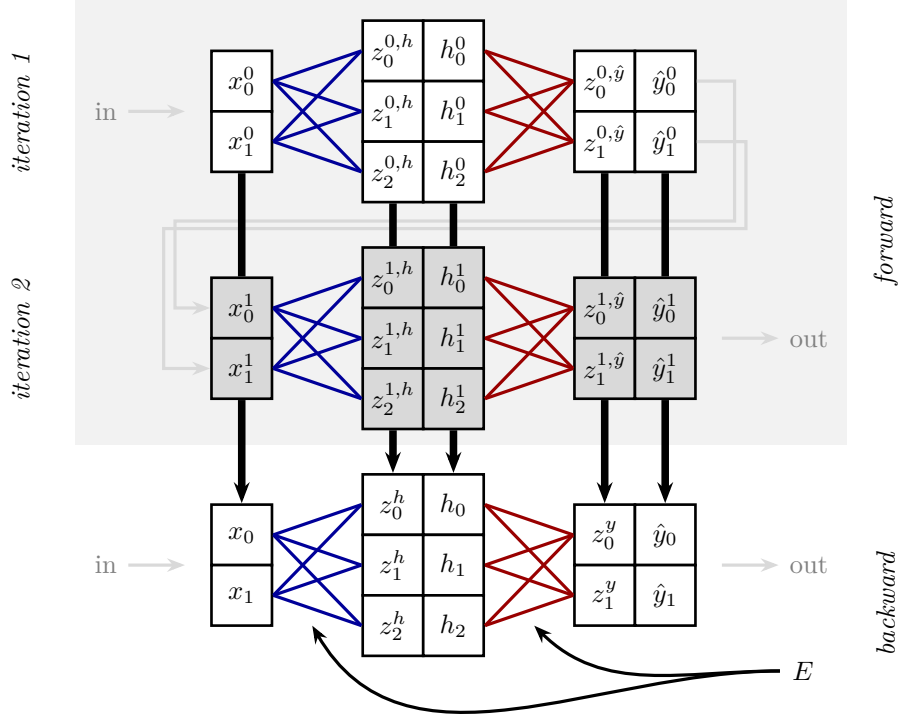 iteration 1
in
x_0^0
x_1^0
z_0^{0,h} h_0^0
z_1^{0,h} h_1^0
z_2^{0,h} h_2^0
z_0^{0,ŷ} ŷ_0^0
z_1^{0,ŷ} ŷ_1^0
forward
iteration 2
x_0^1
x_1^1
z_0^{1,h} h_0^1
z_1^{1,h} h_1^1
z_2^{1,h} h_2^1
z_0^{1,ŷ} ŷ_0^1
z_1^{1,ŷ} ŷ_1^1
out
in
x_0
x_1
z_0^h h_0
z_1^h h_1
z_2^h h_2
z_0^y ŷ_0
z_1^y ŷ_1
out
backward
E